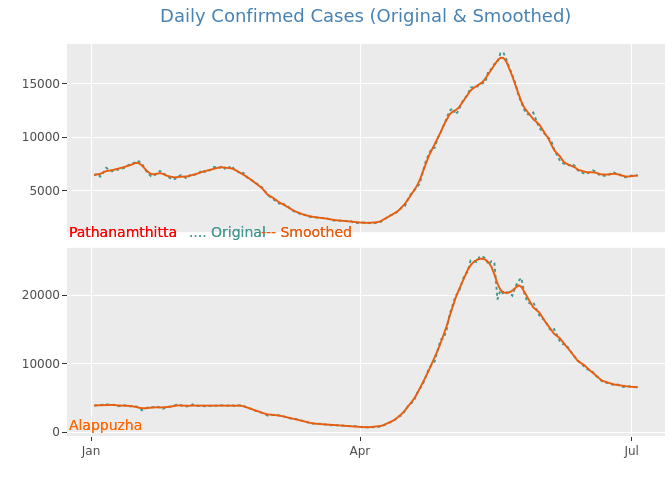 Daily Confirmed Cases (Original & Smoothed)
15000
10000
5000
Pathanamthitta .... Original --- Smoothed
20000
10000
0
Alappuzha
Jan Apr Jul